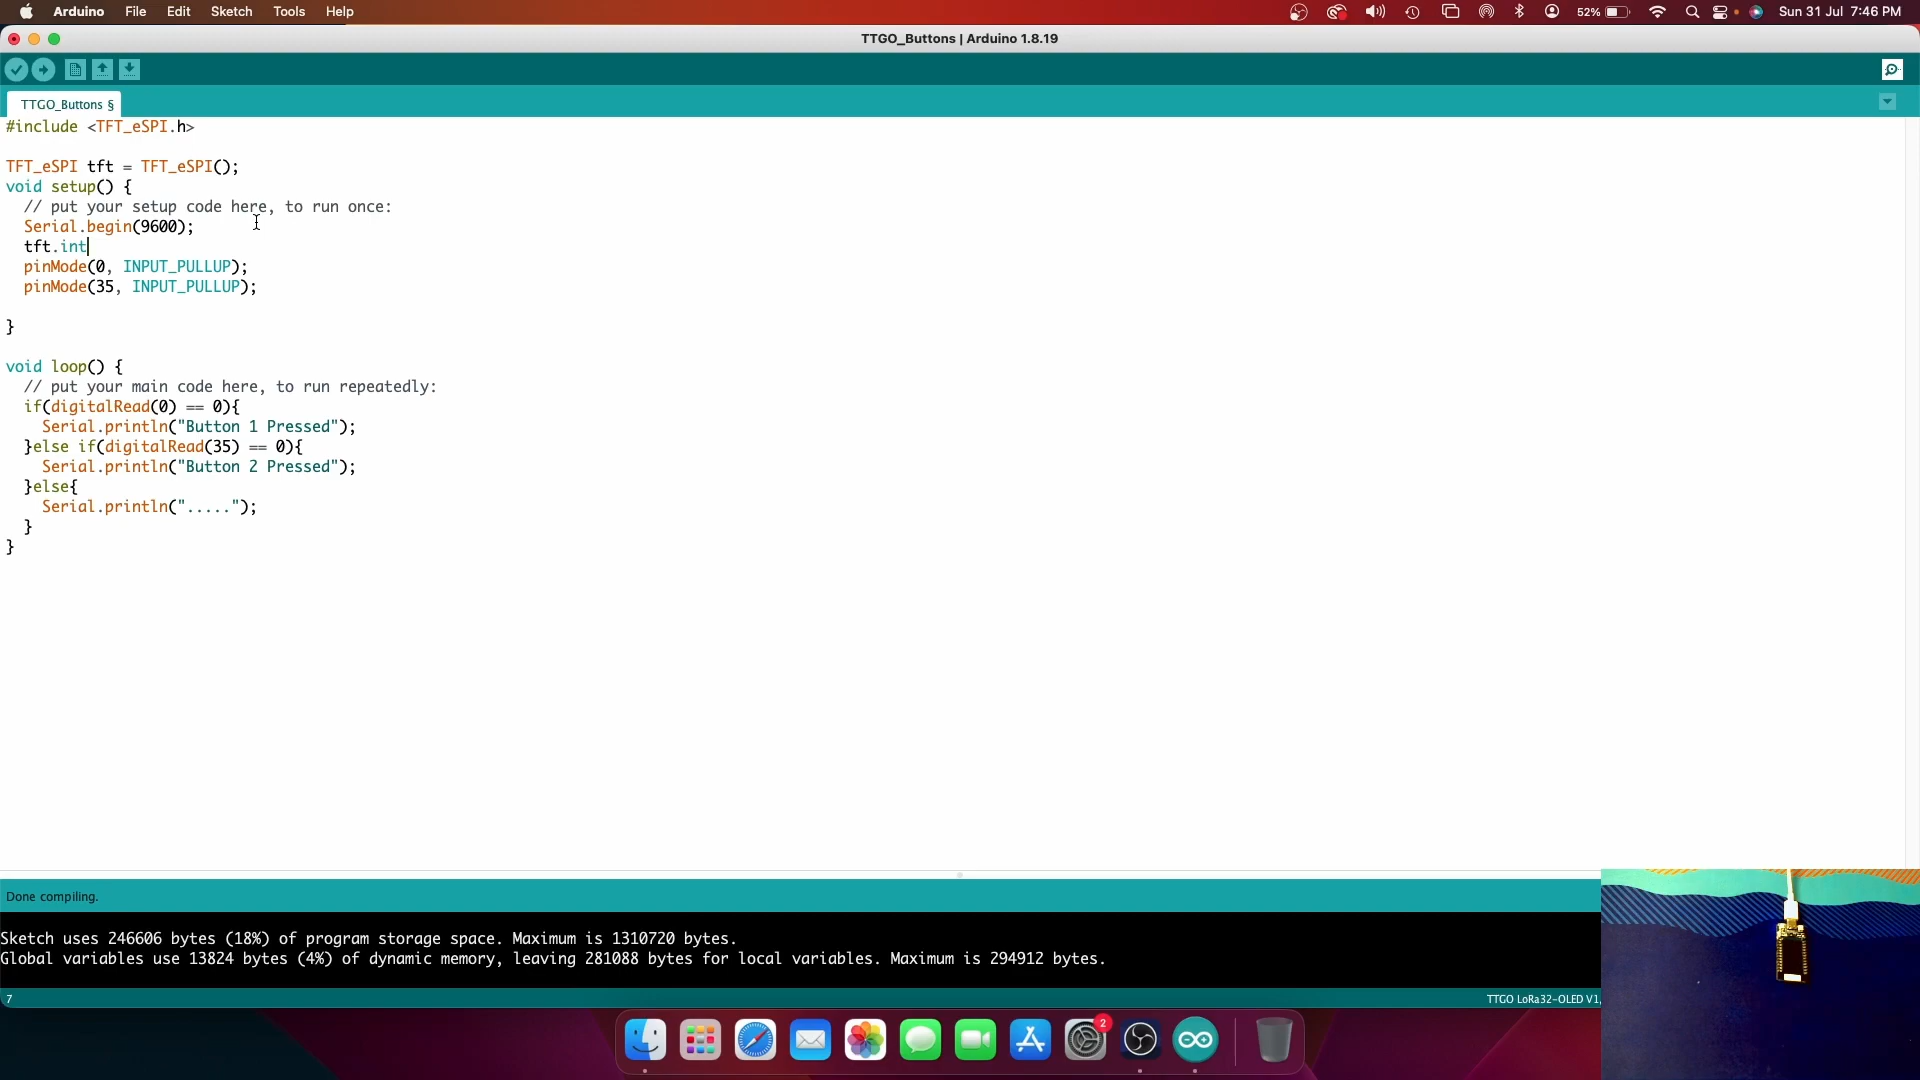 Arduino File Edit Sketch Tools Help 52% Sun 31 Jul 7:46 PM
TTGO_Buttons | Arduino 1.8.19
TTGO_Buttons §
#include <TFT_eSPI.h>
TFT_eSPI tft = TFT_eSPI();
void setup() {
// put your setup code here, to run once:
Serial.begin(9600);
tft.int
pinMode(0, INPUT_PULLUP);
pinMode(35, INPUT_PULLUP);
}
void loop() {
// put your main code here, to run repeatedly:
if(digitalRead(0) == 0){
Serial.println("Button 1 Pressed");
}else if(digitalRead(35) == 0){
Serial.println("Button 2 Pressed");
}else{
Serial.println(".....");
}
}
Done compiling.
Sketch uses 246606 bytes (18%) of program storage space. Maximum is 1310720 bytes.
Global variables use 13824 bytes (4%) of dynamic memory, leaving 281088 bytes for local variables. Maximum is 294912 bytes.
7 TTGO LoRa32-OLED V1,
2